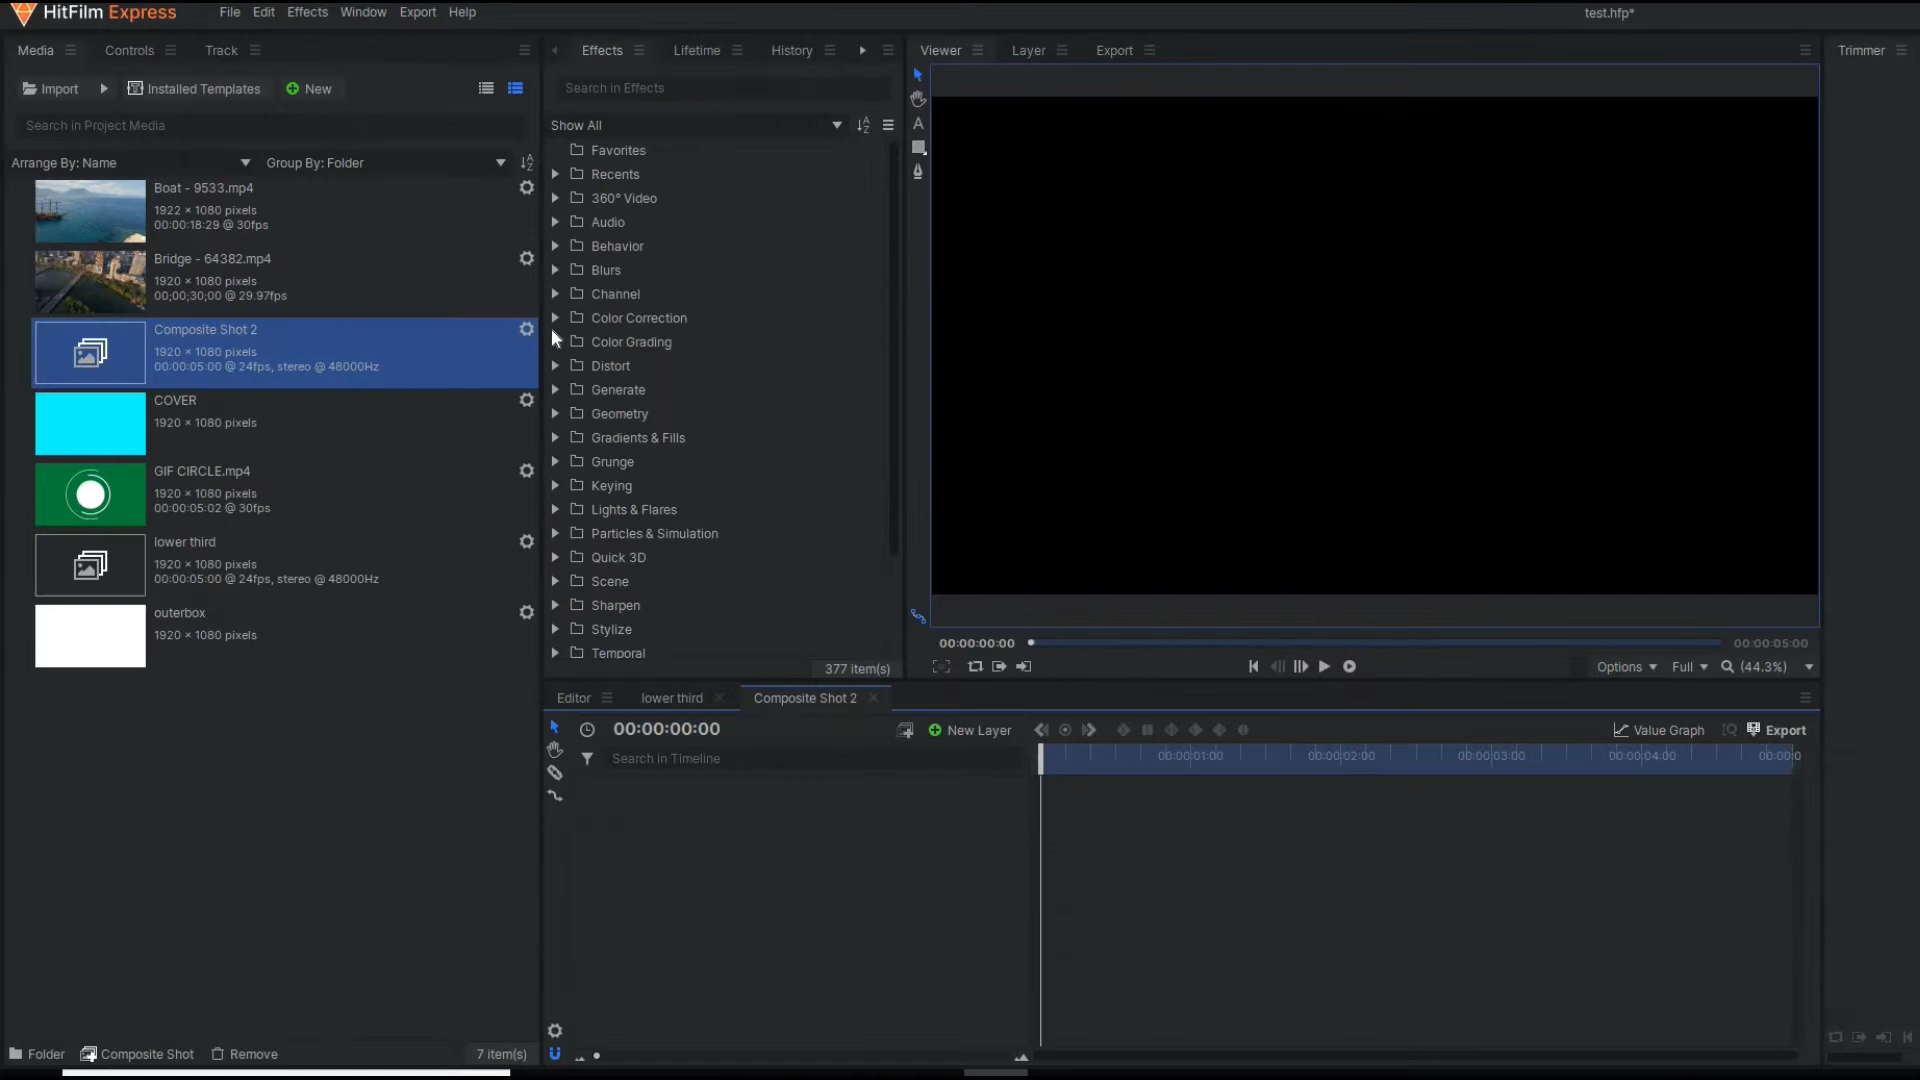 HitFilm Express
File Edit Effects Window Export Help
test.hfp*
Media Controls Track
Effects Lifetime History
Viewer Layer Export
Trimmer
Import Installed Templates New
Search in Project Media
Arrange By: Name Group By: Folder
Boat - 9533.mp4
1922 × 1080 pixels
00:00:18:29 @ 30fps
Bridge - 64382.mp4
1920 × 1080 pixels
00;00;30;00 @ 29.97fps
Composite Shot 2
1920 × 1080 pixels
00:00:05:00 @ 24fps, stereo @ 48000Hz
COVER
1920 × 1080 pixels
GIF CIRCLE.mp4
1920 × 1080 pixels
00:00:05:02 @ 30fps
lower third
1920 × 1080 pixels
00:00:05:00 @ 24fps, stereo @ 48000Hz
outerbox
1920 × 1080 pixels
Folder Composite Shot Remove 7 item(s)
Search in Effects
Show All
Favorites
Recents
360° Video
Audio
Behavior
Blurs
Channel
Color Correction
Color Grading
Distort
Generate
Geometry
Gradients & Fills
Grunge
Keying
Lights & Flares
Particles & Simulation
Quick 3D
Scene
Sharpen
Stylize
Temporal
377 item(s)
00:00:00:00 00:00:05:00
Options Full (44.3%)
Editor lower third Composite Shot 2
00:00:00:00 New Layer Value Graph Export
Search in Timeline
00:00:01:00 00:00:02:00 00:00:03:00 00:00:04:00 00:00:0